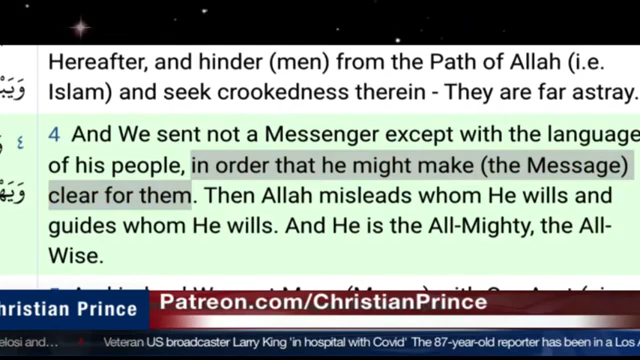 Hereafter, and hinder (men) from the Path of Allah (i.e.
Islam) and seek crookedness therein - They are far astray.
4 And We sent not a Messenger except with the language
٤
of his people, in order that he might make (the Message)
clear for them. Then Allah misleads whom He wills and
guides whom He wills. And He is the All-Mighty, the All-
Wise.
Christian Prince
Patreon.com/ChristianPrince
elosi and...
Veteran US broadcaster Larry King 'in hospital with Covid' The 87-year-old reporter has been in a Los A